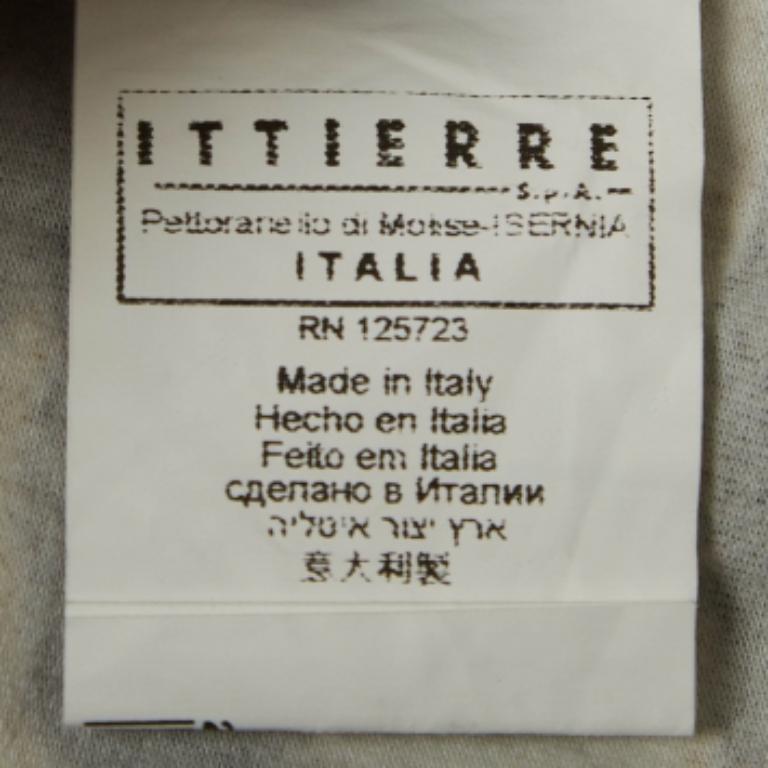 ITTIERRE
S.p.A.
Pettoranello di Molise-ISERNIA
ITALIA
RN 125723
Made in Italy
Hecho en Italia
Feito em Italia
сделано в Италии
ארץ יצור איטליה
意大利製